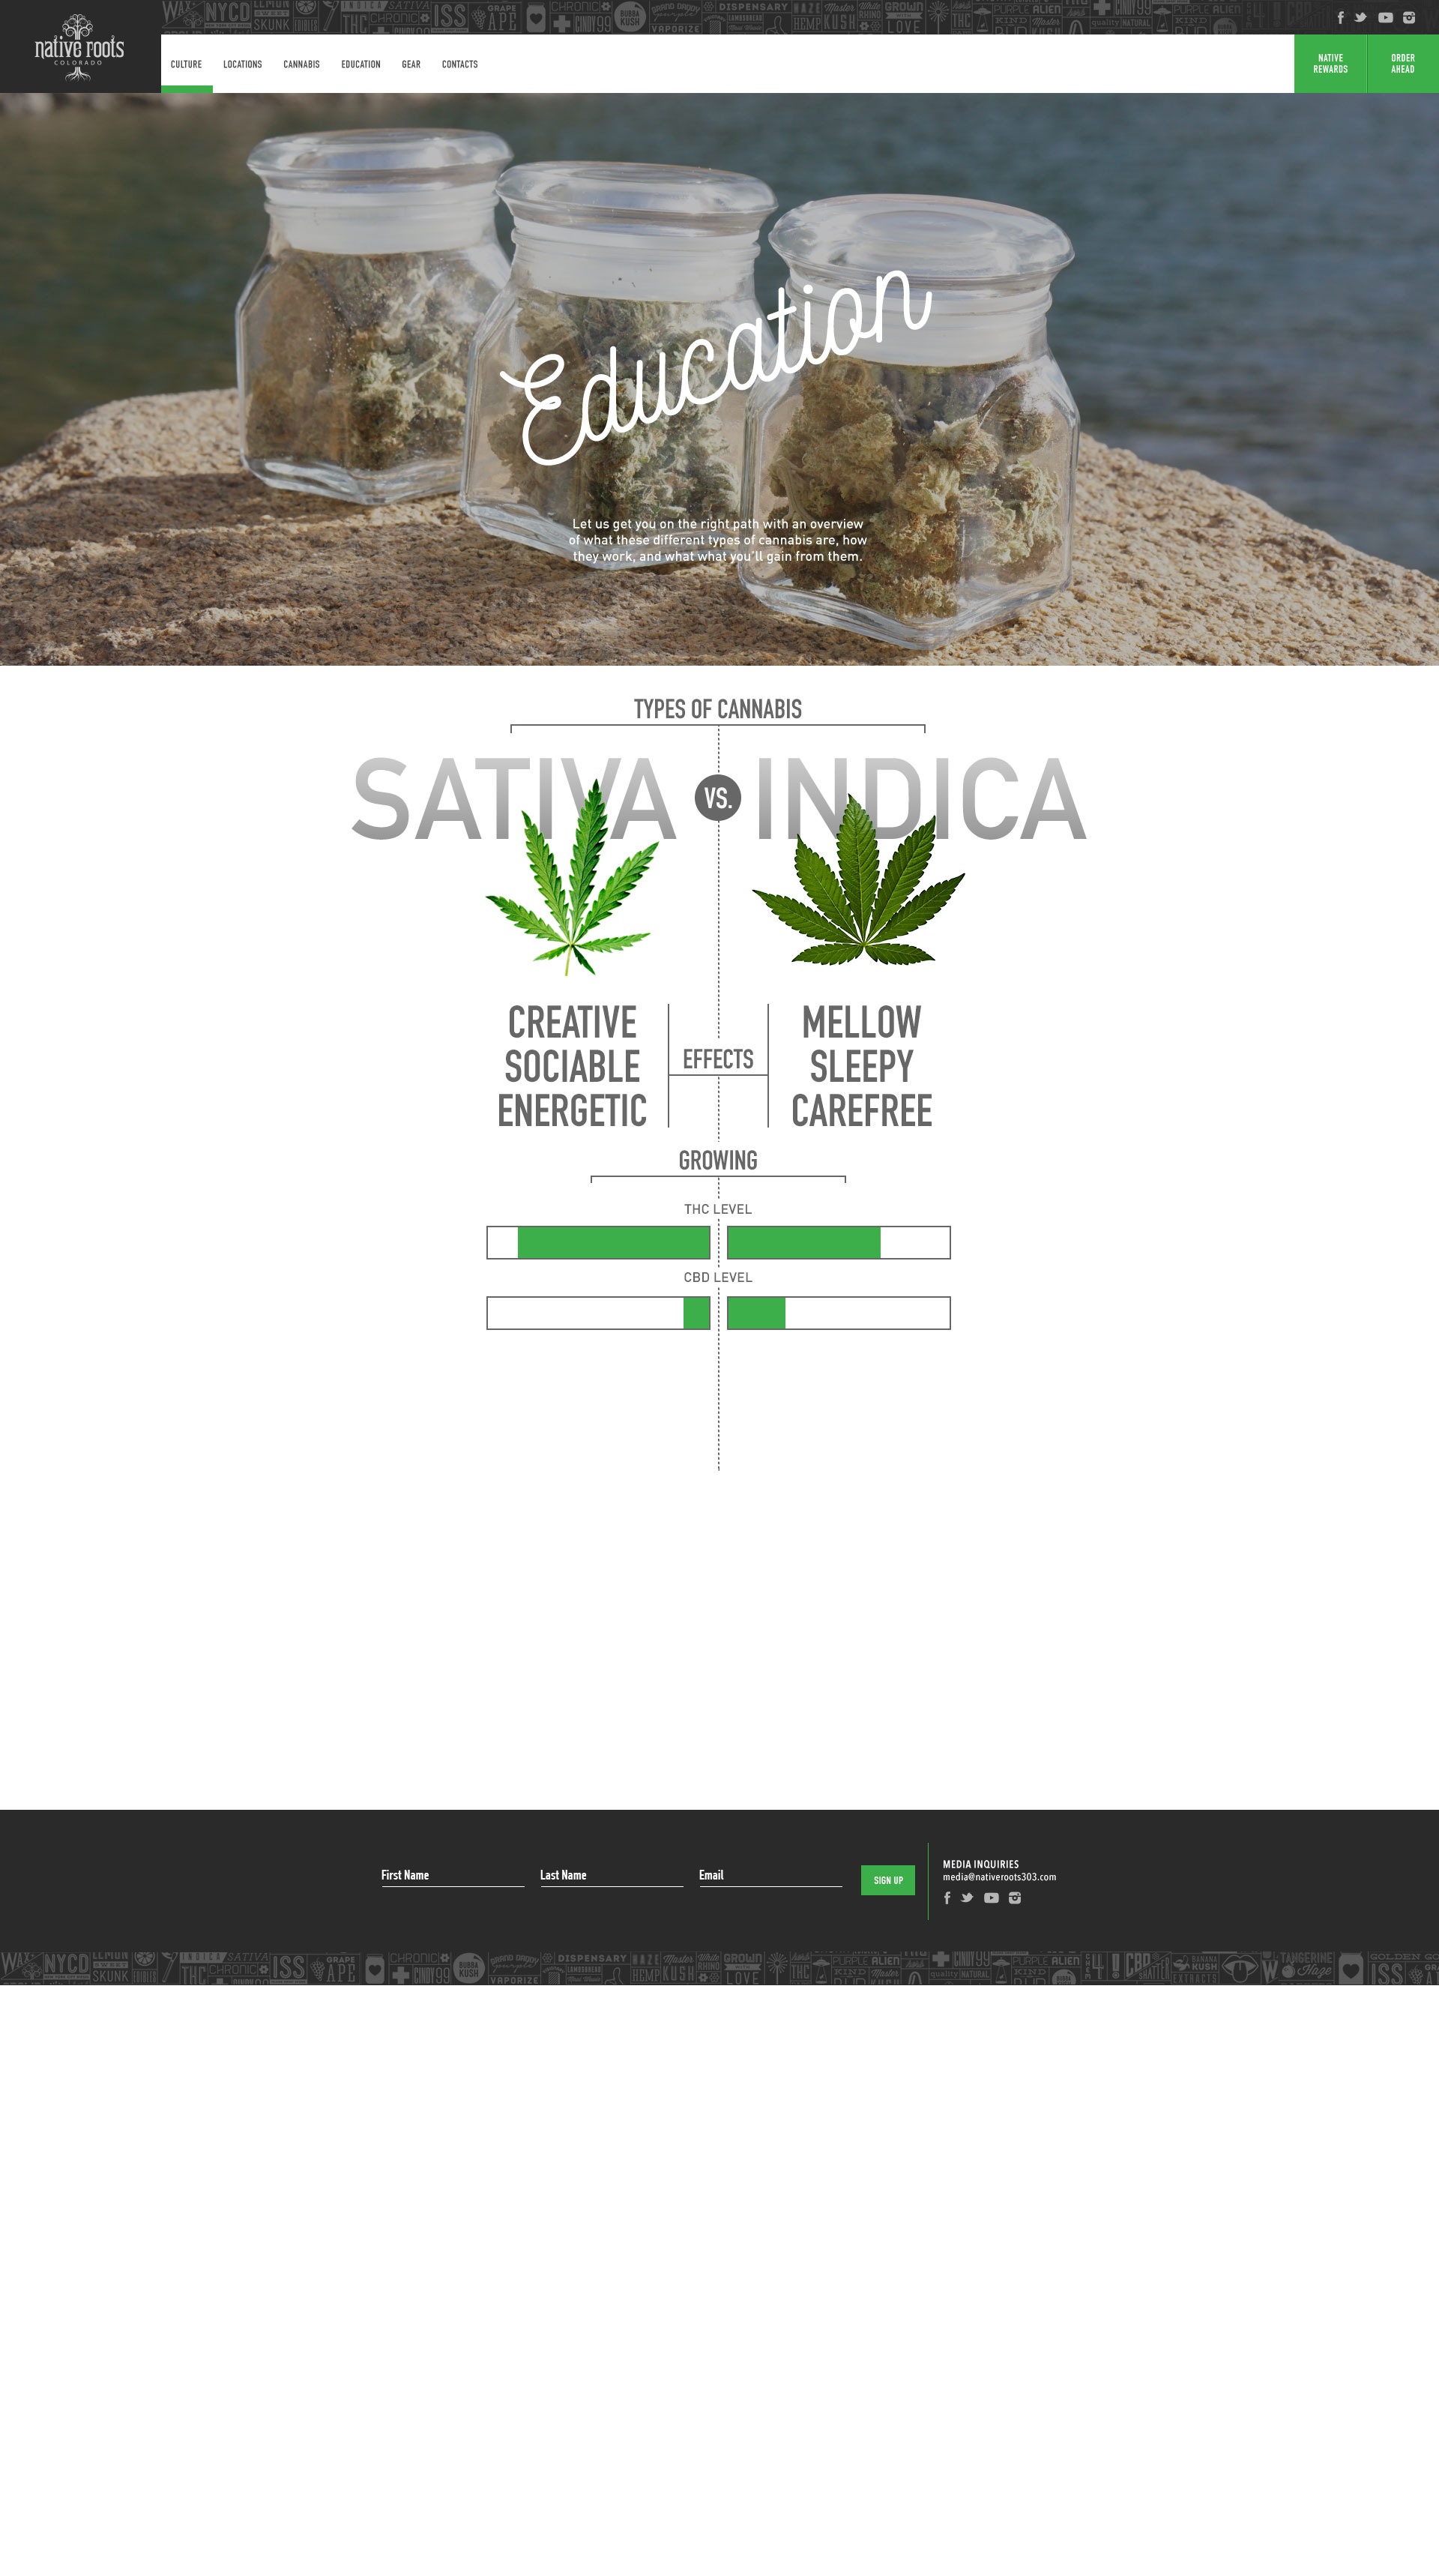 native roots
COLORADO
CULTURE
LOCATIONS
CANNABIS
EDUCATION
GEAR
CONTACTS
NATIVE
REWARDS
ORDER
AHEAD
Education
Let us get you on the right path with an overview
of what these different types of cannabis are, how
they work, and what what you'll gain from them.
TYPES OF CANNABIS
SATIVA VS. INDICA
CREATIVE
SOCIABLE
ENERGETIC
EFFECTS
MELLOW
SLEEPY
CAREFREE
GROWING
THC LEVEL
CBD LEVEL
First Name
Last Name
Email
SIGN UP
MEDIA INQUIRIES
media@nativeroots303.com